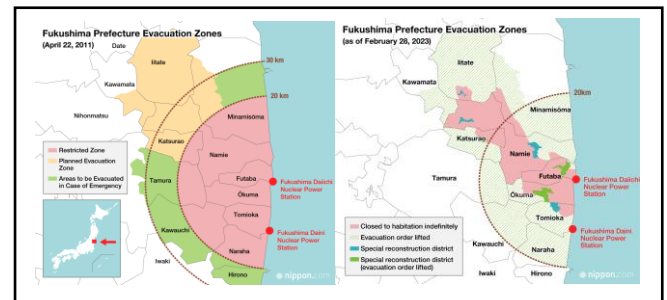 Fukushima Prefecture Evacuation Zones
(April 22, 2011)
Date
Iitate
30 km
Kawamata
20 km
Nihonmatsu
Minamisōma
Katsurao
Restricted Zone
Planned Evacuation
Zone
Areas to be Evacuated
in Case of Emergency
Namie
Tamura
Futaba
Fukushima Daiichi
Nuclear Power
Station
Ōkuma
Tomioka
Kawauchi
Fukushima Daini
Nuclear Power
Station
Naraha
Iwaki
Hirono
nippon.com
Fukushima Prefecture Evacuation Zones
(as of February 28, 2023)
Iitate
Kawamata
20km
Minamisōma
Katsurao
Namie
Tamura
Futaba
Fukushima Daiichi
Nuclear Power
Station
Ōkuma
Tomioka
Closed to habitation indefinitely
Evacuation order lifted
Special reconstruction district
Special reconstruction district
(evacuation order lifted)
Kawauchi
Fukushima Daini
Nuclear Power
Station
Naraha
Iwaki
Hirono
nippon.com